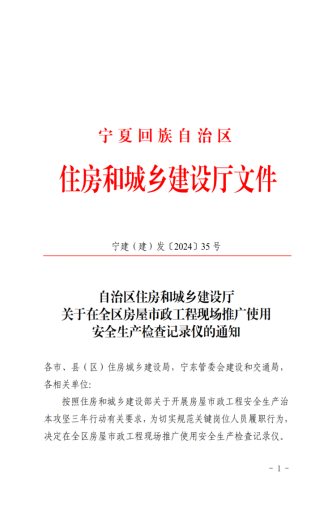 宁夏回族自治区
住房和城乡建设厅文件
宁建（建）发〔2024〕35号
自治区住房和城乡建设厅
关于在全区房屋市政工程现场推广使用
安全生产检查记录仪的通知
各市、县（区）住房城乡建设局，宁东管委会建设和交通局，
各相关单位：
按照住房和城乡建设部关于开展房屋市政工程安全生产治
本攻坚三年行动有关要求，为切实规范关键岗位人员履职行为，
决定在全区房屋市政工程现场推广使用安全生产检查记录仪。
- 1 -